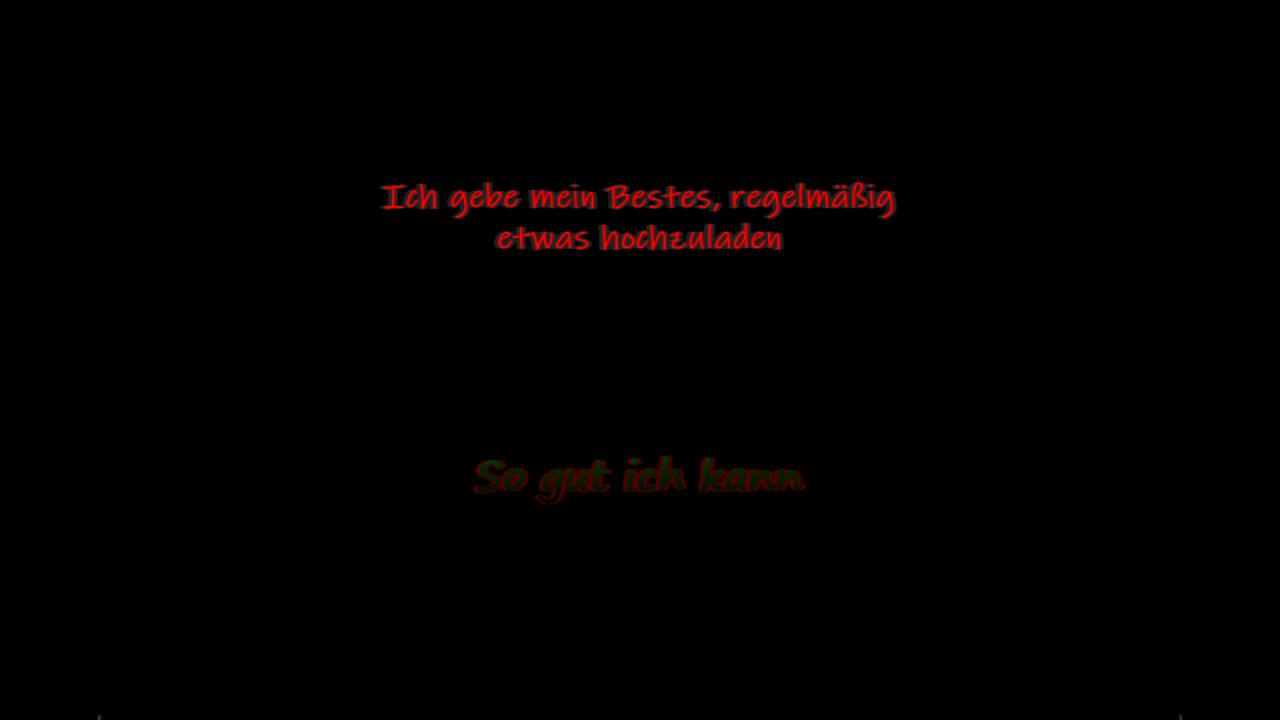 Ich gebe mein Bestes, regelmäßig
etwas hochzuladen
So gut ich kann